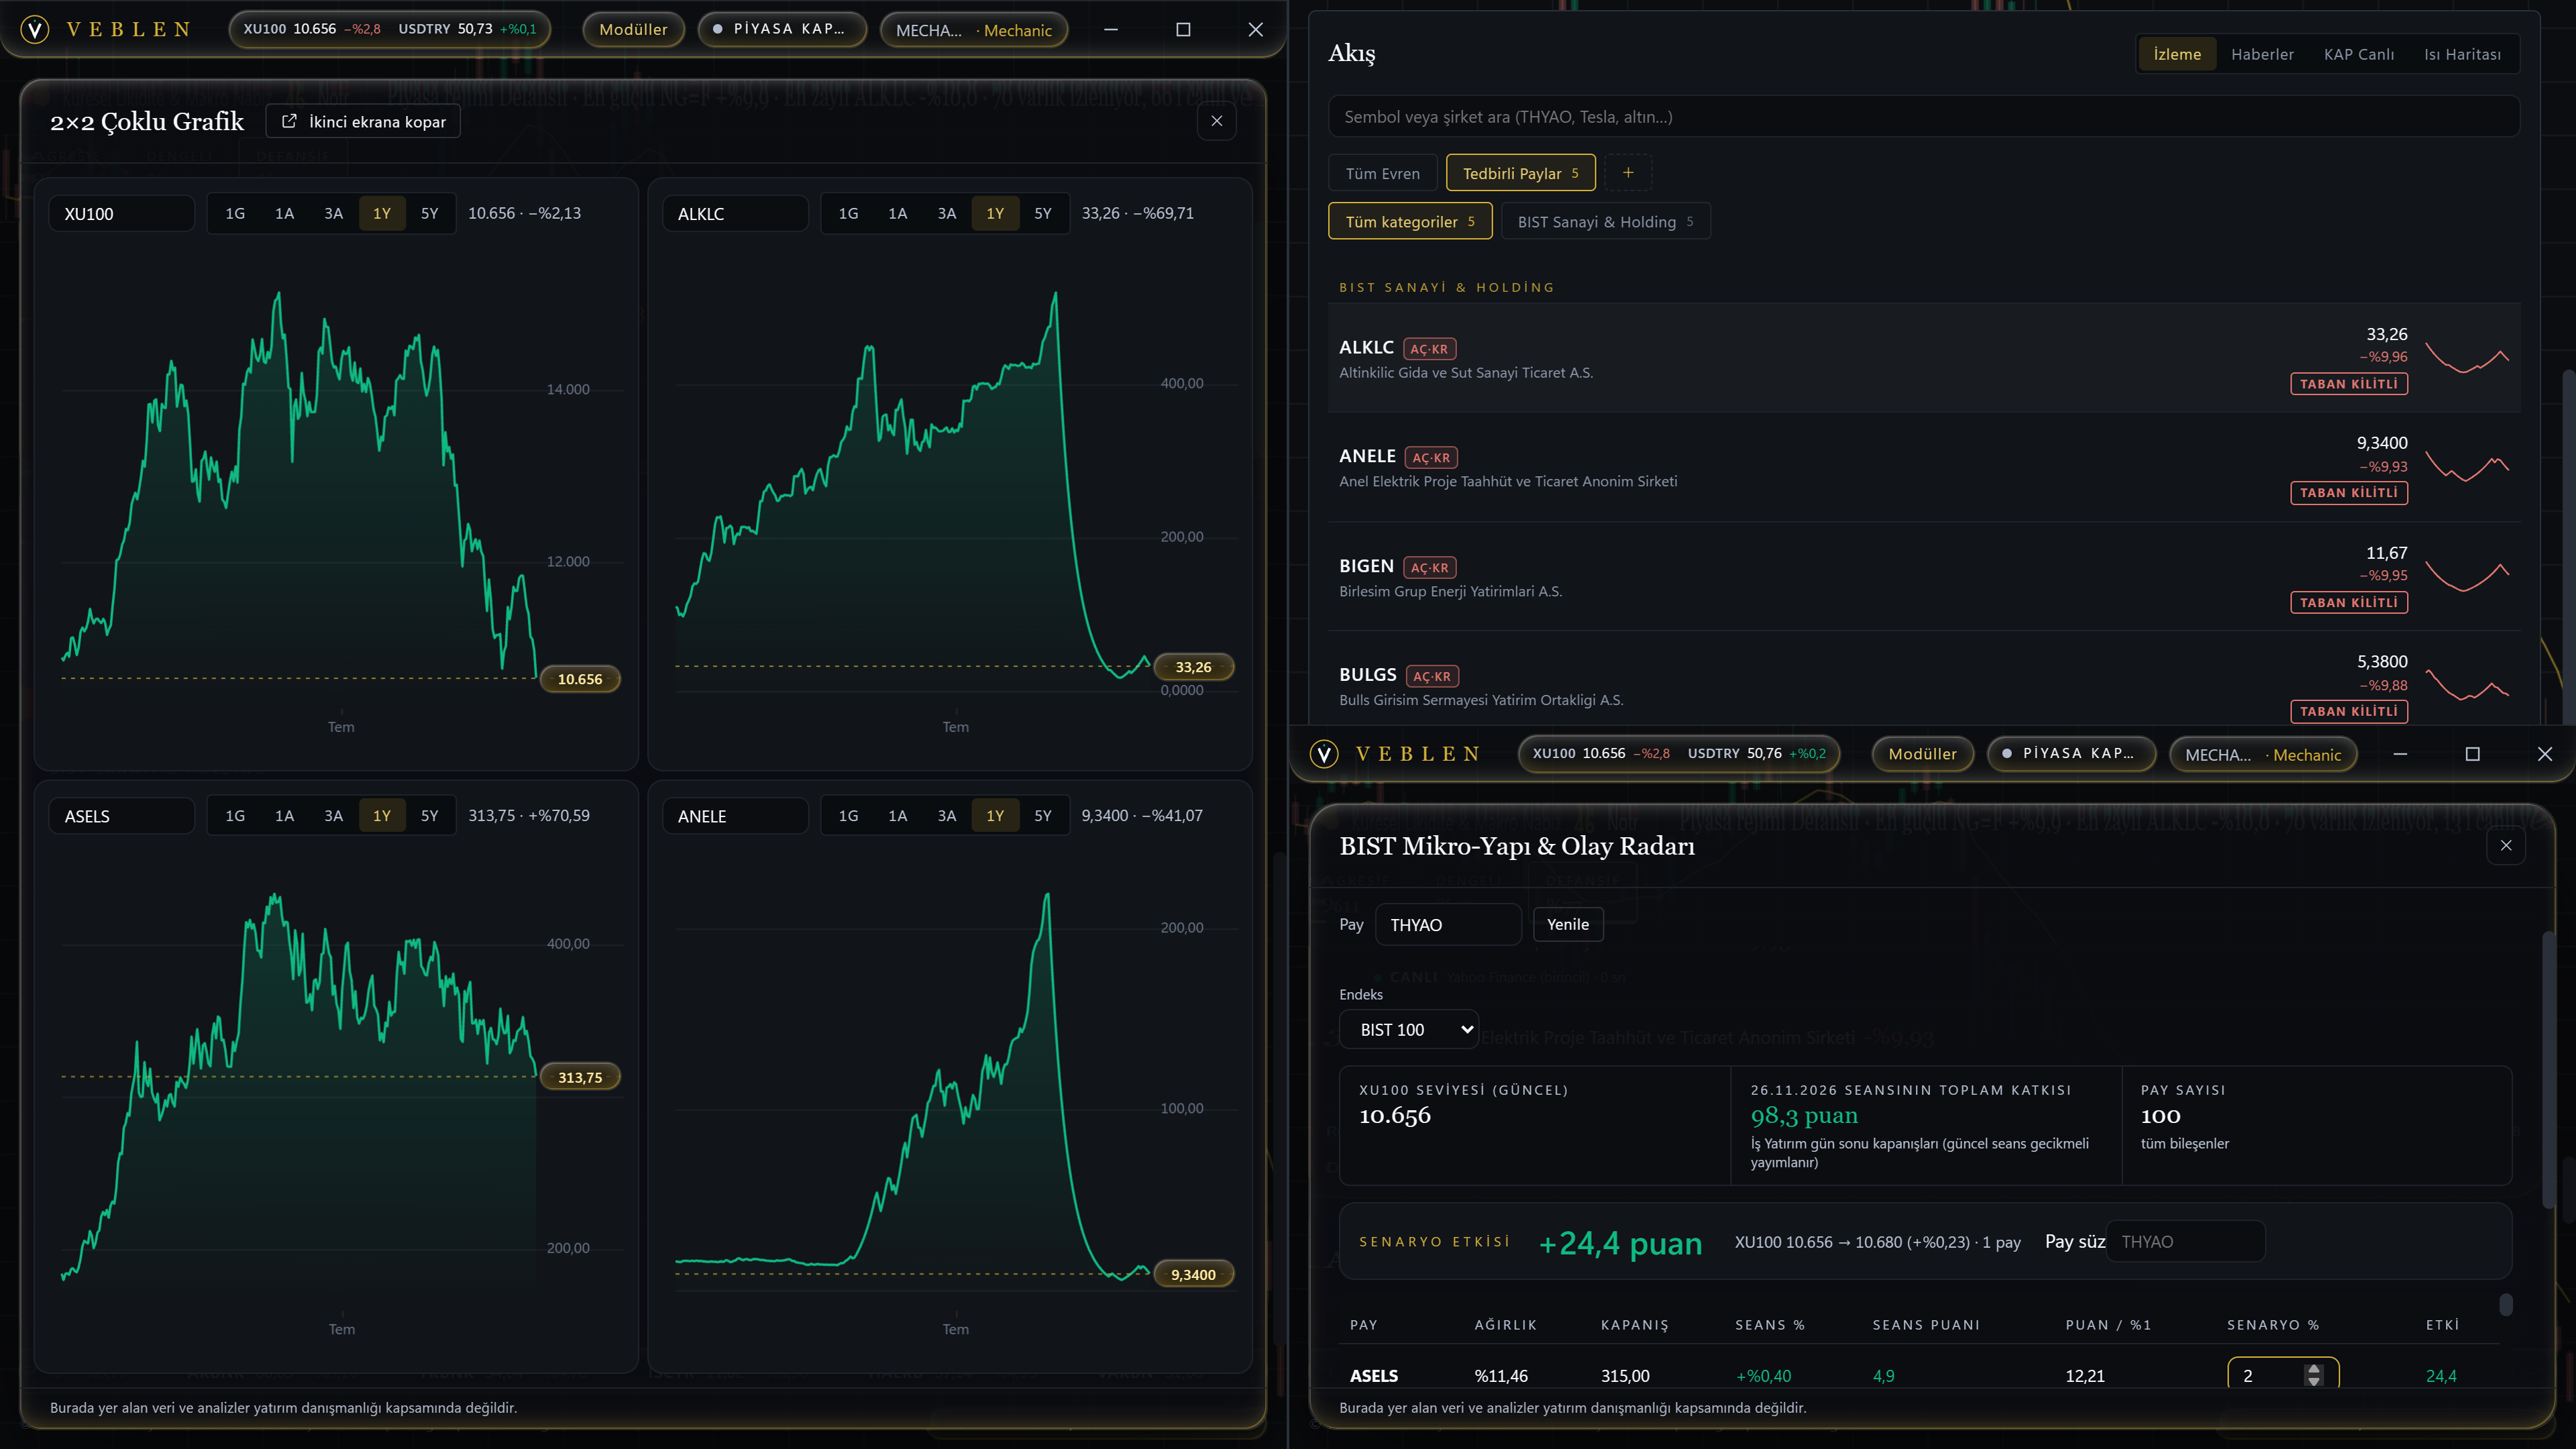 VEBLEN
XU100 10.656 −%2,8 USDTRY 50,73 +%0,1
Modüller
PİYASA KAP...
MECHA... · Mechanic
2×2 Çoklu Grafik
İkinci ekrana kopar
XU100
1G 1A 3A 1Y 5Y
10.656 · −%2,13
14.000
12.000
10.656
Tem
ALKLC
1G 1A 3A 1Y 5Y
33,26 · −%69,71
400,00
200,00
33,26
0,0000
Tem
ASELS
1G 1A 3A 1Y 5Y
313,75 · +%70,59
400,00
313,75
200,00
Tem
ANELE
1G 1A 3A 1Y 5Y
9,3400 · −%41,07
200,00
100,00
9,3400
Tem
Burada yer alan veri ve analizler yatırım danışmanlığı kapsamında değildir.
Akış
İzleme Haberler KAP Canlı Isı Haritası
Sembol veya şirket ara (THYAO, Tesla, altın...)
Tüm Evren
Tedbirli Paylar 5
+
Tüm kategoriler 5
BIST Sanayi & Holding 5
BIST SANAYİ & HOLDİNG
ALKLC AÇ·KR
Altinkilic Gida ve Sut Sanayi Ticaret A.S.
33,26
−%9,96
TABAN KİLİTLİ
ANELE AÇ·KR
Anel Elektrik Proje Taahhüt ve Ticaret Anonim Sirketi
9,3400
−%9,93
TABAN KİLİTLİ
BIGEN AÇ·KR
Birlesim Grup Enerji Yatirimlari A.S.
11,67
−%9,95
TABAN KİLİTLİ
BULGS AÇ·KR
Bulls Girisim Sermayesi Yatirim Ortakligi A.S.
5,3800
−%9,88
TABAN KİLİTLİ
VEBLEN
XU100 10.656 −%2,8 USDTRY 50,76 +%0,2
Modüller
PİYASA KAP...
MECHA... · Mechanic
BIST Mikro-Yapı & Olay Radarı
Pay THYAO Yenile
CANLI Yahoo Finance (birincil) · 0 sn
Endeks
BIST 100
Elektrik Proje Taahhüt ve Ticaret Anonim Sirketi −%9,93
XU100 SEVİYESİ (GÜNCEL)
10.656
26.11.2026 SEANSININ TOPLAM KATKISI
98,3 puan
İş Yatırım gün sonu kapanışları (güncel seans gecikmeli
yayımlanır)
PAY SAYISI
100
tüm bileşenler
SENARYO ETKİSİ +24,4 puan XU100 10.656 → 10.680 (+%0,23) · 1 pay Pay süz THYAO
PAY AĞIRLIK KAPANIŞ SEANS % SEANS PUANI PUAN / %1 SENARYO % ETKİ
ASELS %11,46 315,00 +%0,40 4,9 12,21 2 24,4
Burada yer alan veri ve analizler yatırım danışmanlığı kapsamında değildir.